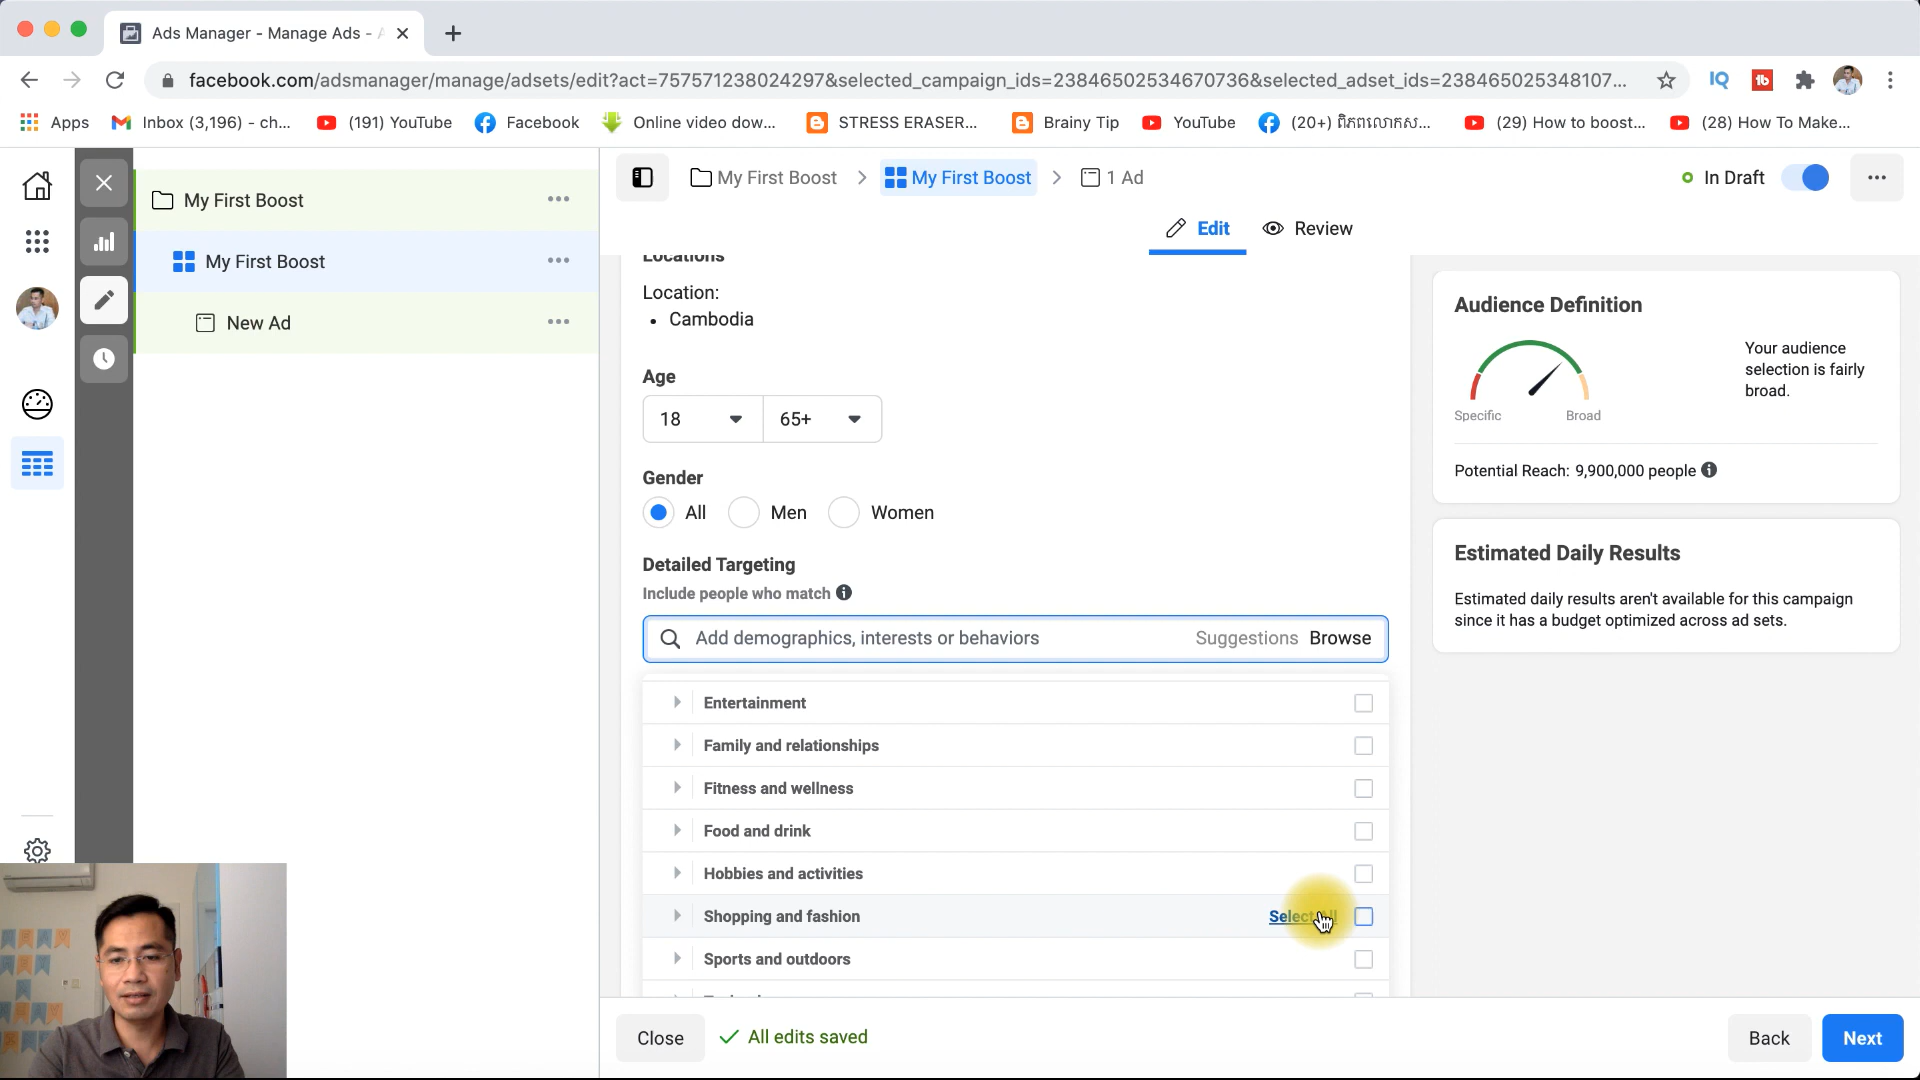 Ads Manager - Manage Ads - A
facebook.com/adsmanager/manage/adsets/edit?act=757571238024297&selected_campaign_ids=23846502534670736&selected_adset_ids=238465025348107...
Apps
Inbox (3,196) - ch...
(191) YouTube
Facebook
Online video dow...
STRESS ERASER...
Brainy Tip
YouTube
(20+) ពិភពលោកស...
(29) How to boost...
(28) How To Make...
My First Boost
My First Boost
New Ad
My First Boost
My First Boost
1 Ad
In Draft
Edit
Review
Locations
Location:
Cambodia
Age
18
65+
Gender
All
Men
Women
Detailed Targeting
Include people who match
Add demographics, interests or behaviors
Suggestions
Browse
Entertainment
Family and relationships
Fitness and wellness
Food and drink
Hobbies and activities
Shopping and fashion
Select All
Sports and outdoors
Audience Definition
Specific
Broad
Your audience
selection is fairly
broad.
Potential Reach: 9,900,000 people
Estimated Daily Results
Estimated daily results aren't available for this campaign
since it has a budget optimized across ad sets.
Close
All edits saved
Back
Next